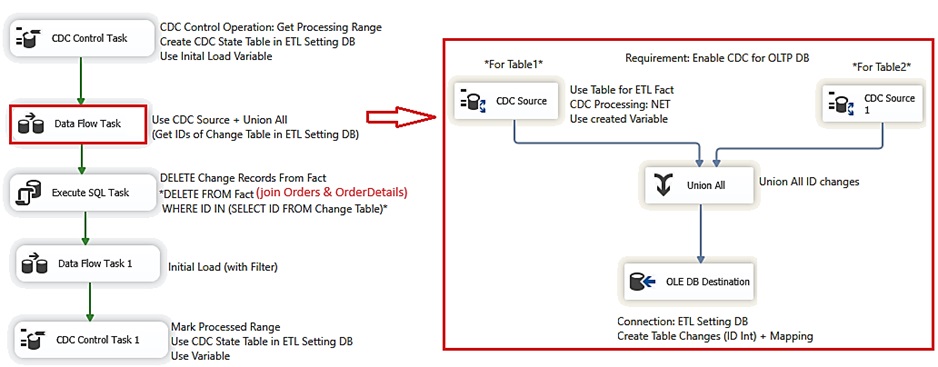 CDC Control Task
CDC Control Operation: Get Processing Range
Create CDC State Table in ETL Setting DB
Use Inital Load Variable
Data Flow Task
Use CDC Source + Union All
(Get IDs of Change Table in ETL Setting DB)
Execute SQL Task
DELETE Change Records From Fact
*DELETE FROM Fact (join Orders & OrderDetails)
WHERE ID IN (SELECT ID FROM Change Table)*
Data Flow Task 1
Initial Load (with Filter)
CDC Control Task 1
Mark Processed Range
Use CDC State Table in ETL Setting DB
Use Variable
Requirement: Enable CDC for OLTP DB
*For Table1*
*For Table2*
CDC Source
Use Table for ETL Fact
CDC Processing: NET
Use created Variable
CDC Source
1
Union All
Union All ID changes
OLE DB Destination
Connection: ETL Setting DB
Create Table Changes (ID Int) + Mapping